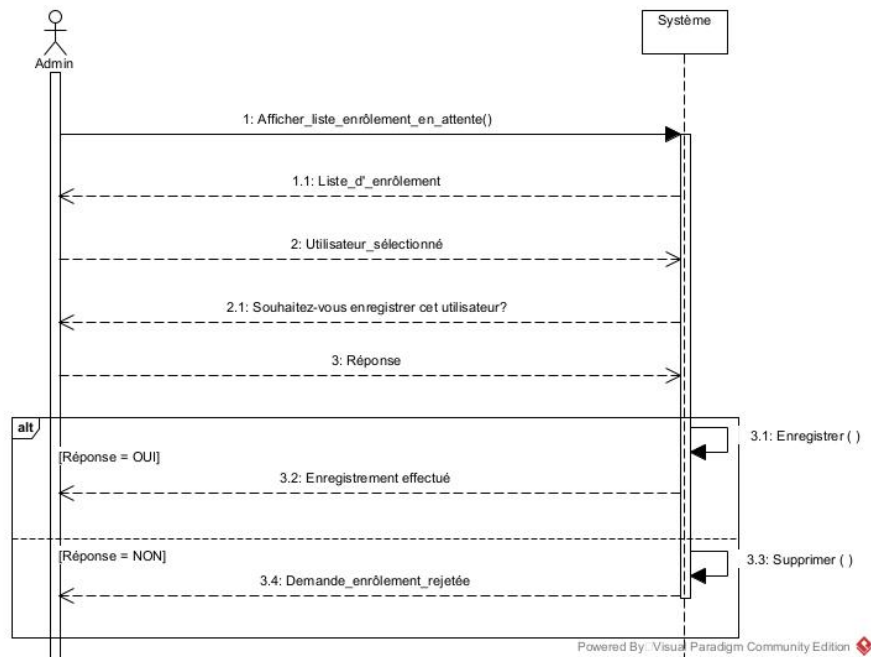 Système
Admin
1: Afficher_liste_enrôlement_en_attente()
1.1: Liste_d'_enrôlement
2: Utilisateur_sélectionné
2.1: Souhaitez-vous enregistrer cet utilisateur?
3: Réponse
alt
3.1: Enregistrer ( )
[Réponse = OUI]
3.2: Enregistrement effectué
[Réponse = NON]
3.3: Supprimer ( )
3.4: Demande_enrôlement_rejetée
Powered By Visual Paradigm Community Edition